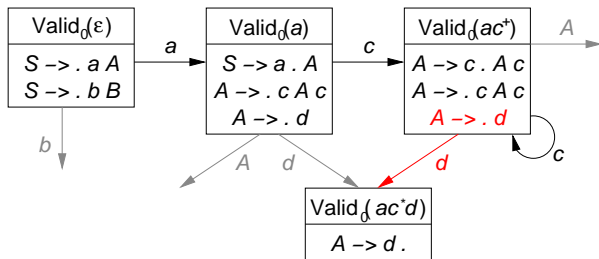 Valid₀(ε)
S -> . a A
S -> . b B
a
Valid₀(a)
S -> a . A
A -> . c A c
A -> . d
c
Valid₀(ac⁺)
A -> c . A c
A -> . c A c
A -> . d
A
b
A
d
d
c
Valid₀(ac*d)
A -> d .